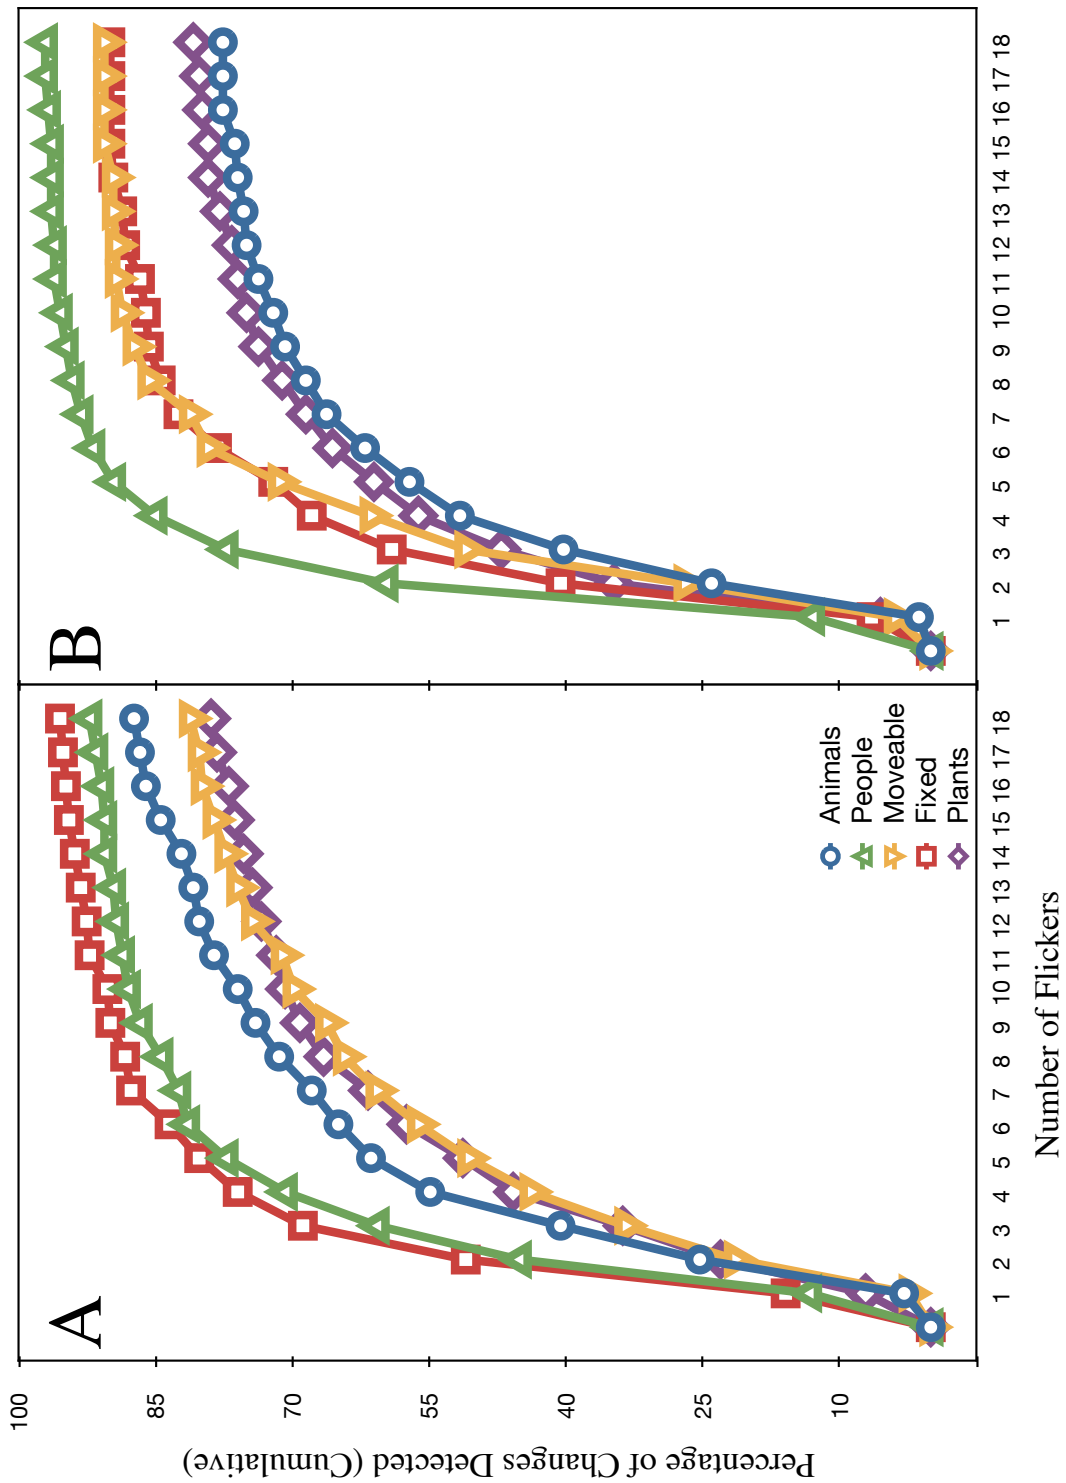 A
B
Percentage of Changes Detected (Cumulative)
100
85
70
55
40
25
10
1 2 3 4 5 6 7 8 9 10 11 12 13 14 15 16 17 18
1 2 3 4 5 6 7 8 9 10 11 12 13 14 15 16 17 18
Number of Flickers
Animals
People
Moveable
Fixed
Plants